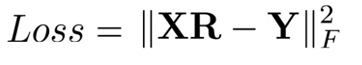 Loss = ‖XR − Y‖²_F